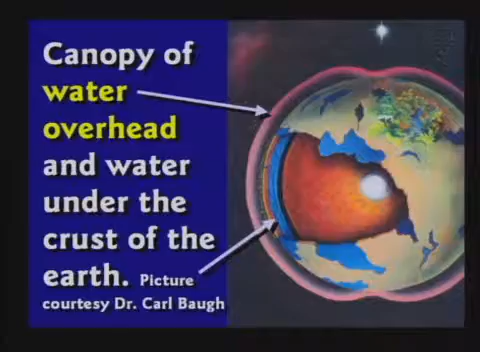 Canopy of
water
overhead
and water
under the
crust of the
earth. Picture
courtesy Dr. Carl Baugh